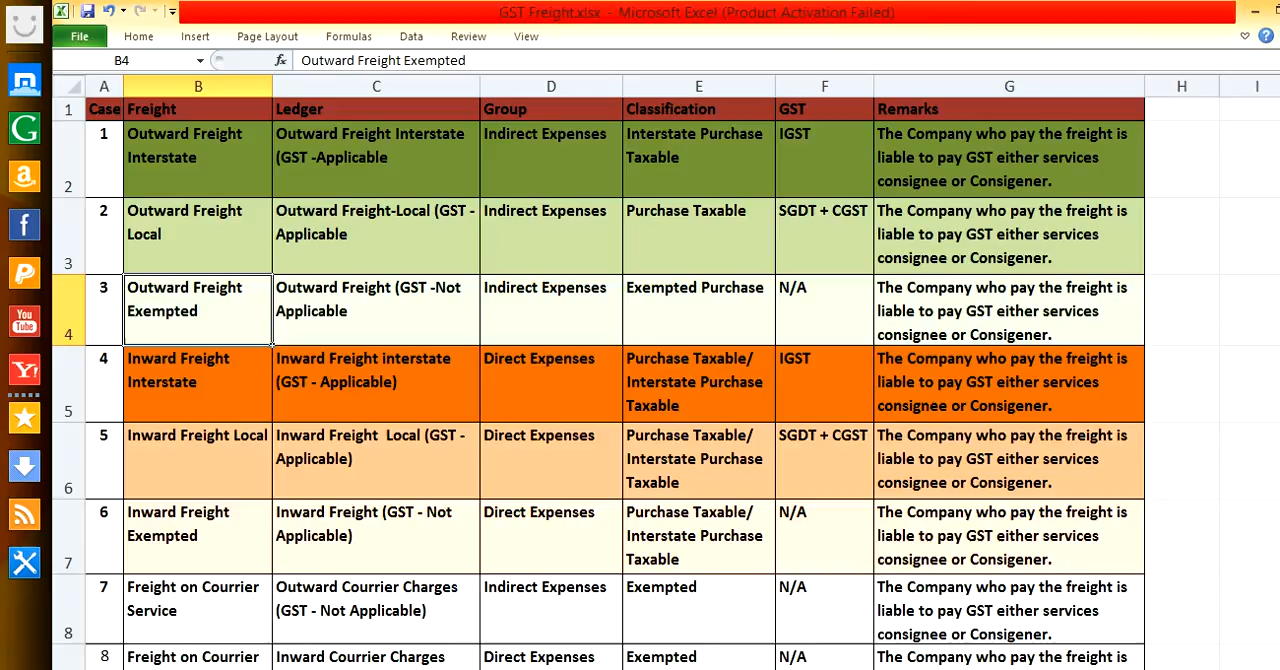 GST Freight.xlsx - Microsoft Excel (Product Activation Failed)
File Home Insert Page Layout Formulas Data Review View
B4 fx Outward Freight Exempted
A B C D E F G H I
1 Case Freight Ledger Group Classification GST Remarks
1 Outward Freight Outward Freight Interstate Indirect Expenses Interstate Purchase IGST The Company who pay the freight is
Interstate (GST -Applicable Taxable liable to pay GST either services
2 consignee or Consigener.
2 Outward Freight Outward Freight-Local (GST - Indirect Expenses Purchase Taxable SGDT + CGST The Company who pay the freight is
Local Applicable liable to pay GST either services
3 consignee or Consigener.
3 Outward Freight Outward Freight (GST -Not Indirect Expenses Exempted Purchase N/A The Company who pay the freight is
Exempted Applicable liable to pay GST either services
4 consignee or Consigener.
4 Inward Freight Inward Freight interstate Direct Expenses Purchase Taxable/ IGST The Company who pay the freight is
Interstate (GST - Applicable) Interstate Purchase liable to pay GST either services
5 Taxable consignee or Consigener.
5 Inward Freight Local Inward Freight Local (GST - Direct Expenses Purchase Taxable/ SGDT + CGST The Company who pay the freight is
Applicable) Interstate Purchase liable to pay GST either services
6 Taxable consignee or Consigener.
6 Inward Freight Inward Freight (GST - Not Direct Expenses Purchase Taxable/ N/A The Company who pay the freight is
Exempted Applicable) Interstate Purchase liable to pay GST either services
7 Taxable consignee or Consigener.
7 Freight on Courrier Outward Courrier Charges Indirect Expenses Exempted N/A The Company who pay the freight is
Service (GST - Not Applicable) liable to pay GST either services
8 consignee or Consigener.
8 Freight on Courrier Inward Courrier Charges Direct Expenses Exempted N/A The Company who pay the freight is
G
a
f
P
You
Tube
Y!